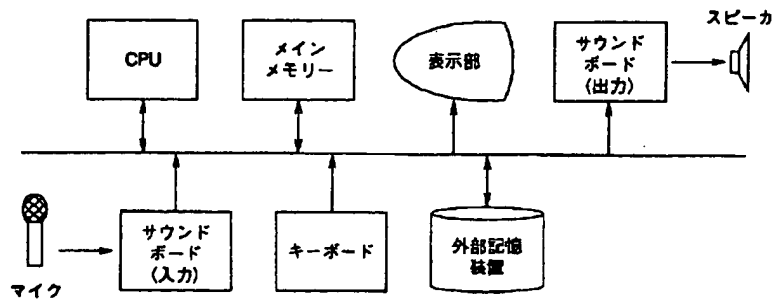 スピーカ
CPU
メイン
メモリー
表示部
サウンド
ボード
(出力)
マイク
サウンド
ボード
(入力)
キーボード
外部記憶
装置